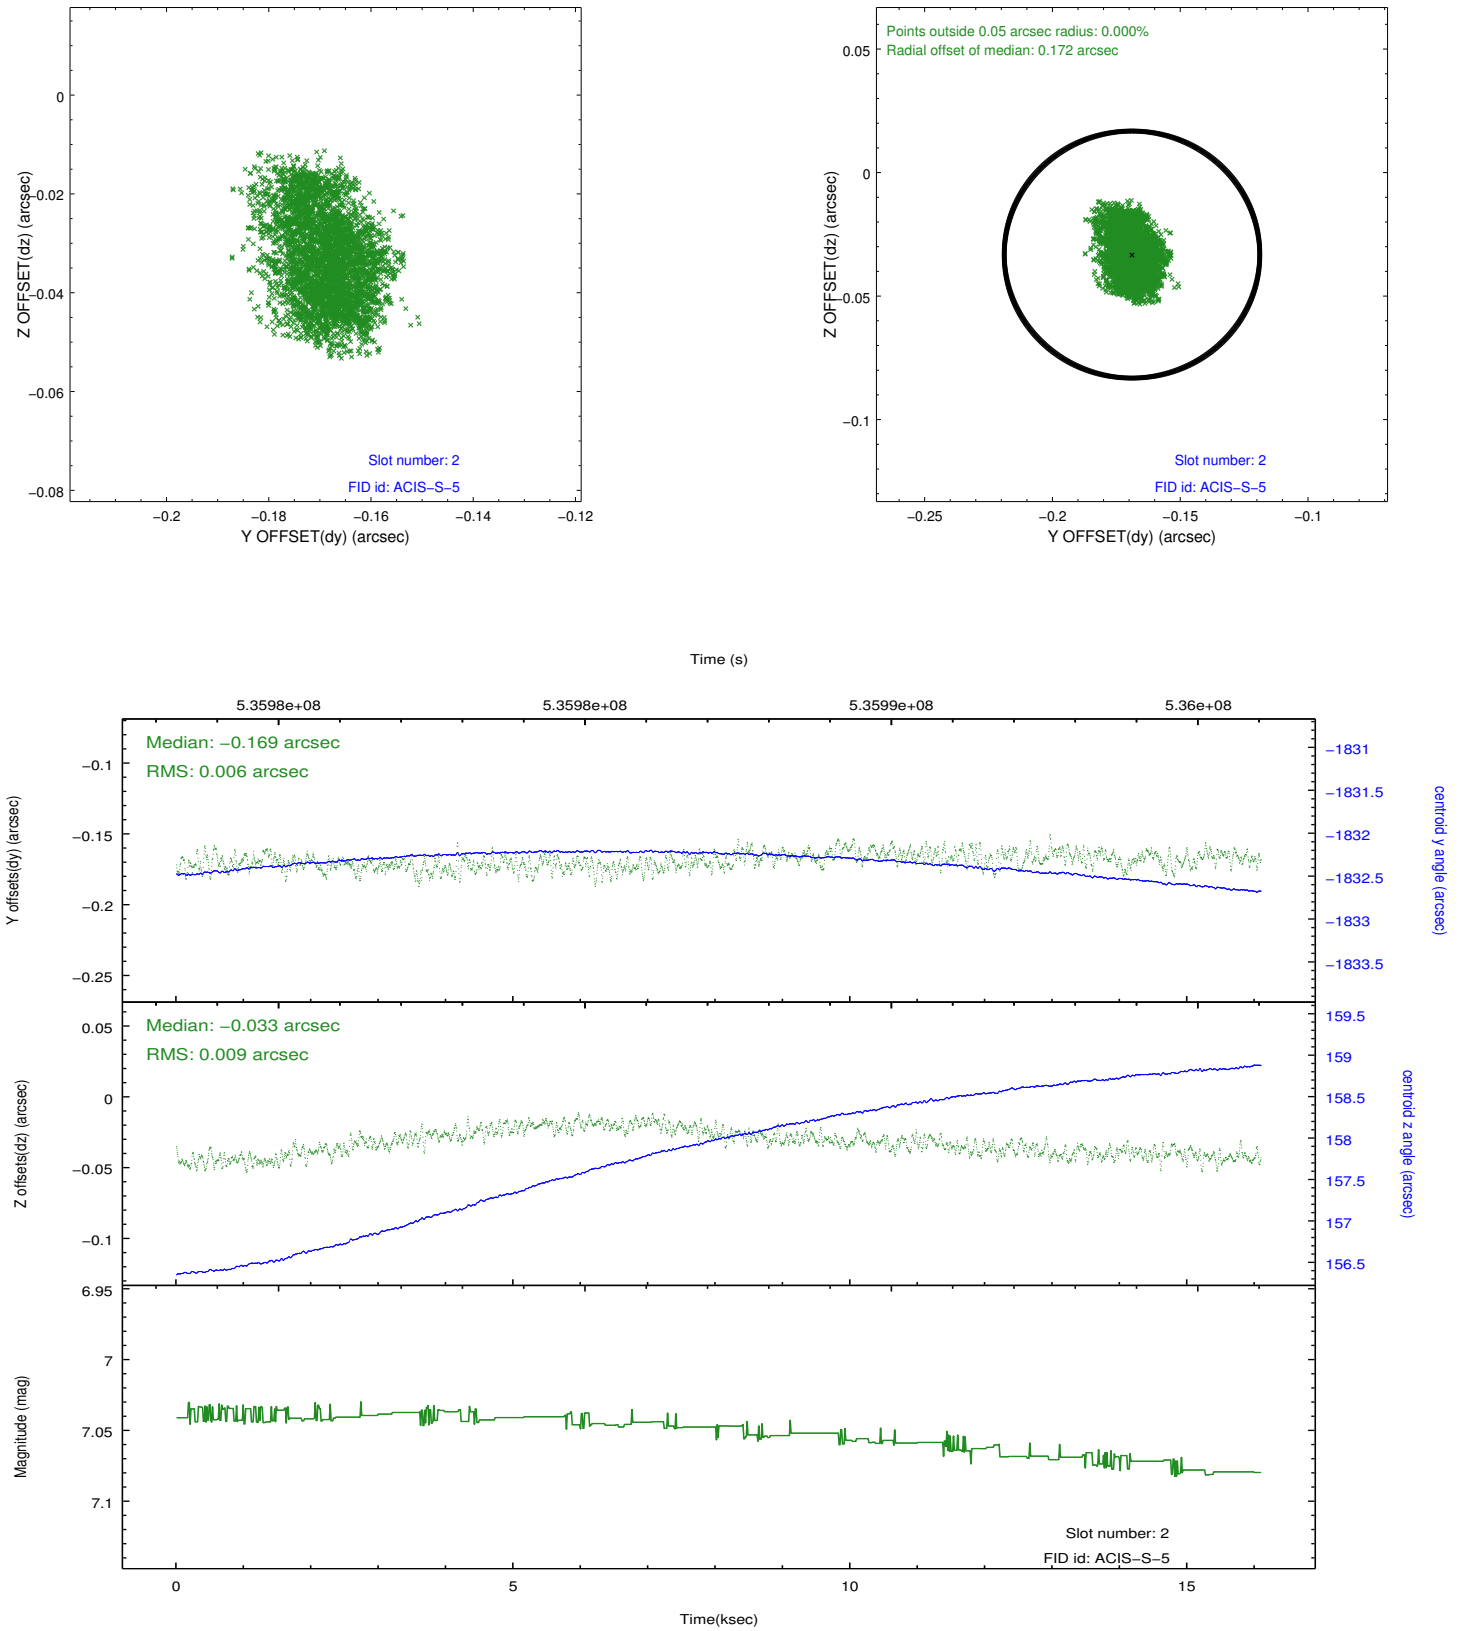 0
−0.02
−0.04
−0.06
−0.08
Z OFFSET(dz) (arcsec)
Slot number: 2
FID id: ACIS−S−5
−0.2
−0.18
−0.16
−0.14
−0.12
Y OFFSET(dy) (arcsec)
Points outside 0.05 arcsec radius: 0.000%
Radial offset of median: 0.172 arcsec
0.05
0
−0.05
−0.1
Z OFFSET(dz) (arcsec)
Slot number: 2
FID id: ACIS−S−5
−0.25
−0.2
−0.15
−0.1
Y OFFSET(dy) (arcsec)
Time (s)
5.3598e+08
5.3598e+08
5.3599e+08
5.36e+08
Median: −0.169 arcsec
RMS: 0.006 arcsec
−0.1
−0.15
−0.2
−0.25
Y offsets(dy) (arcsec)
−1831
−1831.5
−1832
−1832.5
−1833
−1833.5
centroid y angle (arcsec)
Median: −0.033 arcsec
RMS: 0.009 arcsec
0.05
0
−0.05
−0.1
Z offsets(dz) (arcsec)
159.5
159
158.5
158
157.5
157
156.5
centroid z angle (arcsec)
6.95
7
7.05
7.1
Magnitude (mag)
Slot number: 2
FID id: ACIS−S−5
0
5
10
15
Time(ksec)